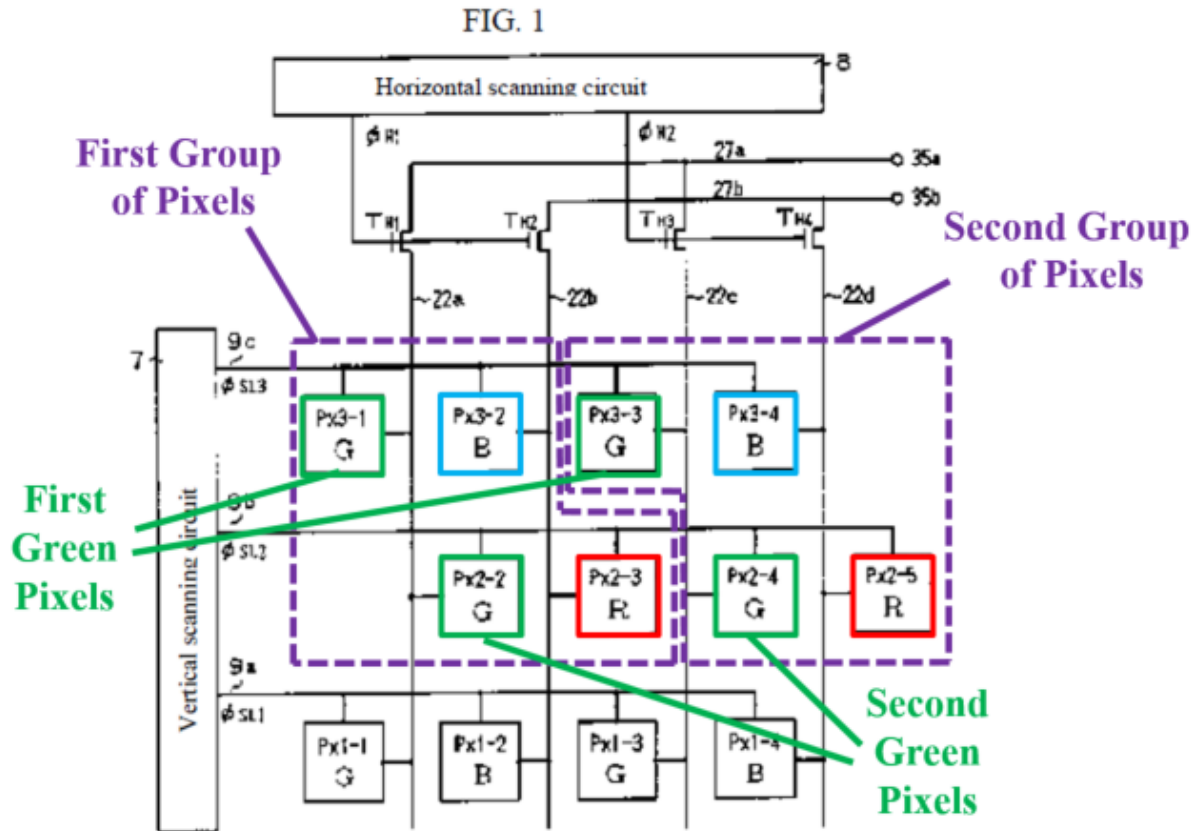 FIG. 1
8
Horizontal scanning circuit
φH1
φH2
First Group
of Pixels
27a
35a
27b
35b
TH1
TH2
TH3
TH4
Second Group
of Pixels
22a
22b
22c
22d
7
9c
φSL3
Px3-1
G
Px3-2
B
Px3-3
G
Px3-4
B
First
Green
Pixels
9b
φSL2
Vertical scanning circuit
Px2-2
G
Px2-3
R
Px2-4
G
Px2-5
R
9a
φSL1
Second
Green
Pixels
Px1-1
G
Px1-2
B
Px1-3
G
Px1-4
B